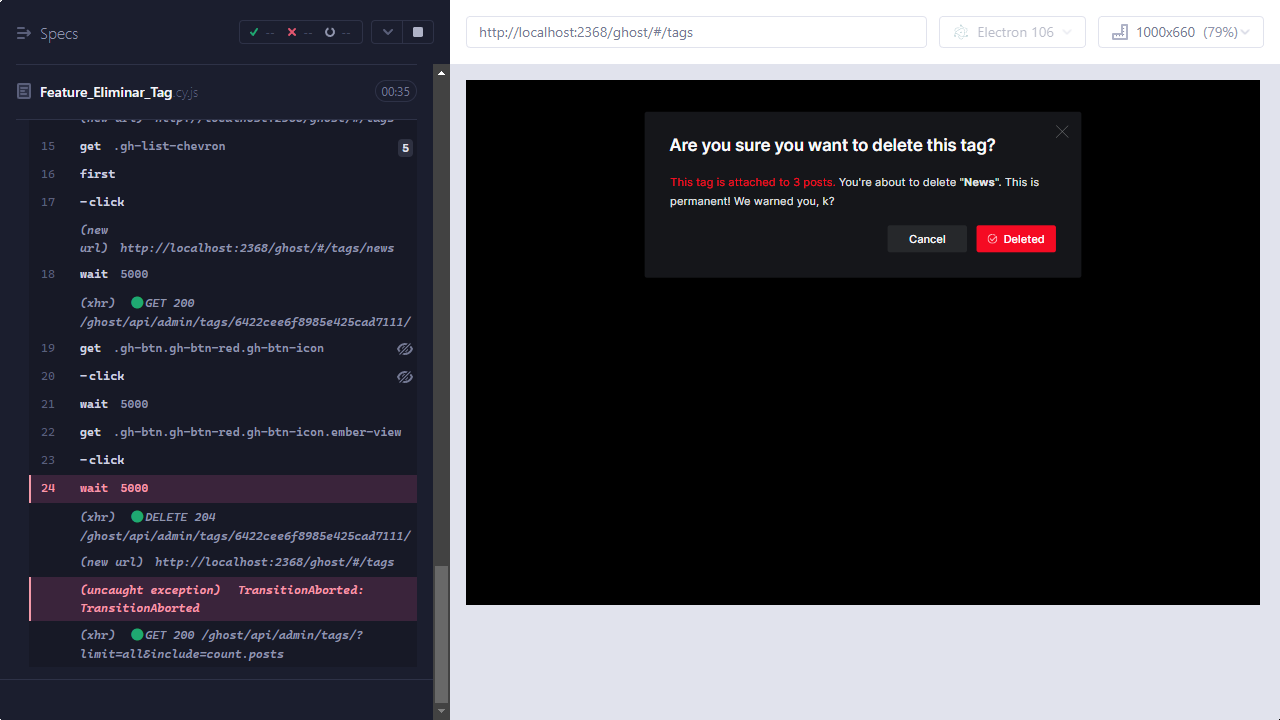 Specs
-- -- --
http://localhost:2368/ghost/#/tags
Electron 106
1000x660 (79%)
Feature_Eliminar_Tag.cy.js
00:35
(new url) http://localhost:2368/ghost/#/tags
15 get .gh-list-chevron 5
16 first
17 -click
(new
url) http://localhost:2368/ghost/#/tags/news
18 wait 5000
(xhr) GET 200
/ghost/api/admin/tags/6422cee6f8985e425cad7111/
19 get .gh-btn.gh-btn-red.gh-btn-icon
20 -click
21 wait 5000
22 get .gh-btn.gh-btn-red.gh-btn-icon.ember-view
23 -click
24 wait 5000
(xhr) DELETE 204
/ghost/api/admin/tags/6422cee6f8985e425cad7111/
(new url) http://localhost:2368/ghost/#/tags
(uncaught exception) TransitionAborted:
TransitionAborted
(xhr) GET 200 /ghost/api/admin/tags/?
limit=all&include=count.posts
Are you sure you want to delete this tag?
This tag is attached to 3 posts. You're about to delete "News". This is
permanent! We warned you, k?
Cancel
Deleted